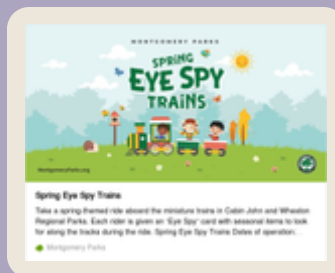 MONTGOMERY PARKS
SPRING
EYE SPY
TRAINS
MontgomeryParks.org
Spring Eye Spy Trains
Take a spring-themed ride aboard the miniature trains in Cabin John and Wheaton
Regional Parks. Each rider is given an 'Eye Spy' card with seasonal items to look
for along the tracks during the ride. Spring Eye Spy Trains Dates of operation...
Montgomery Parks